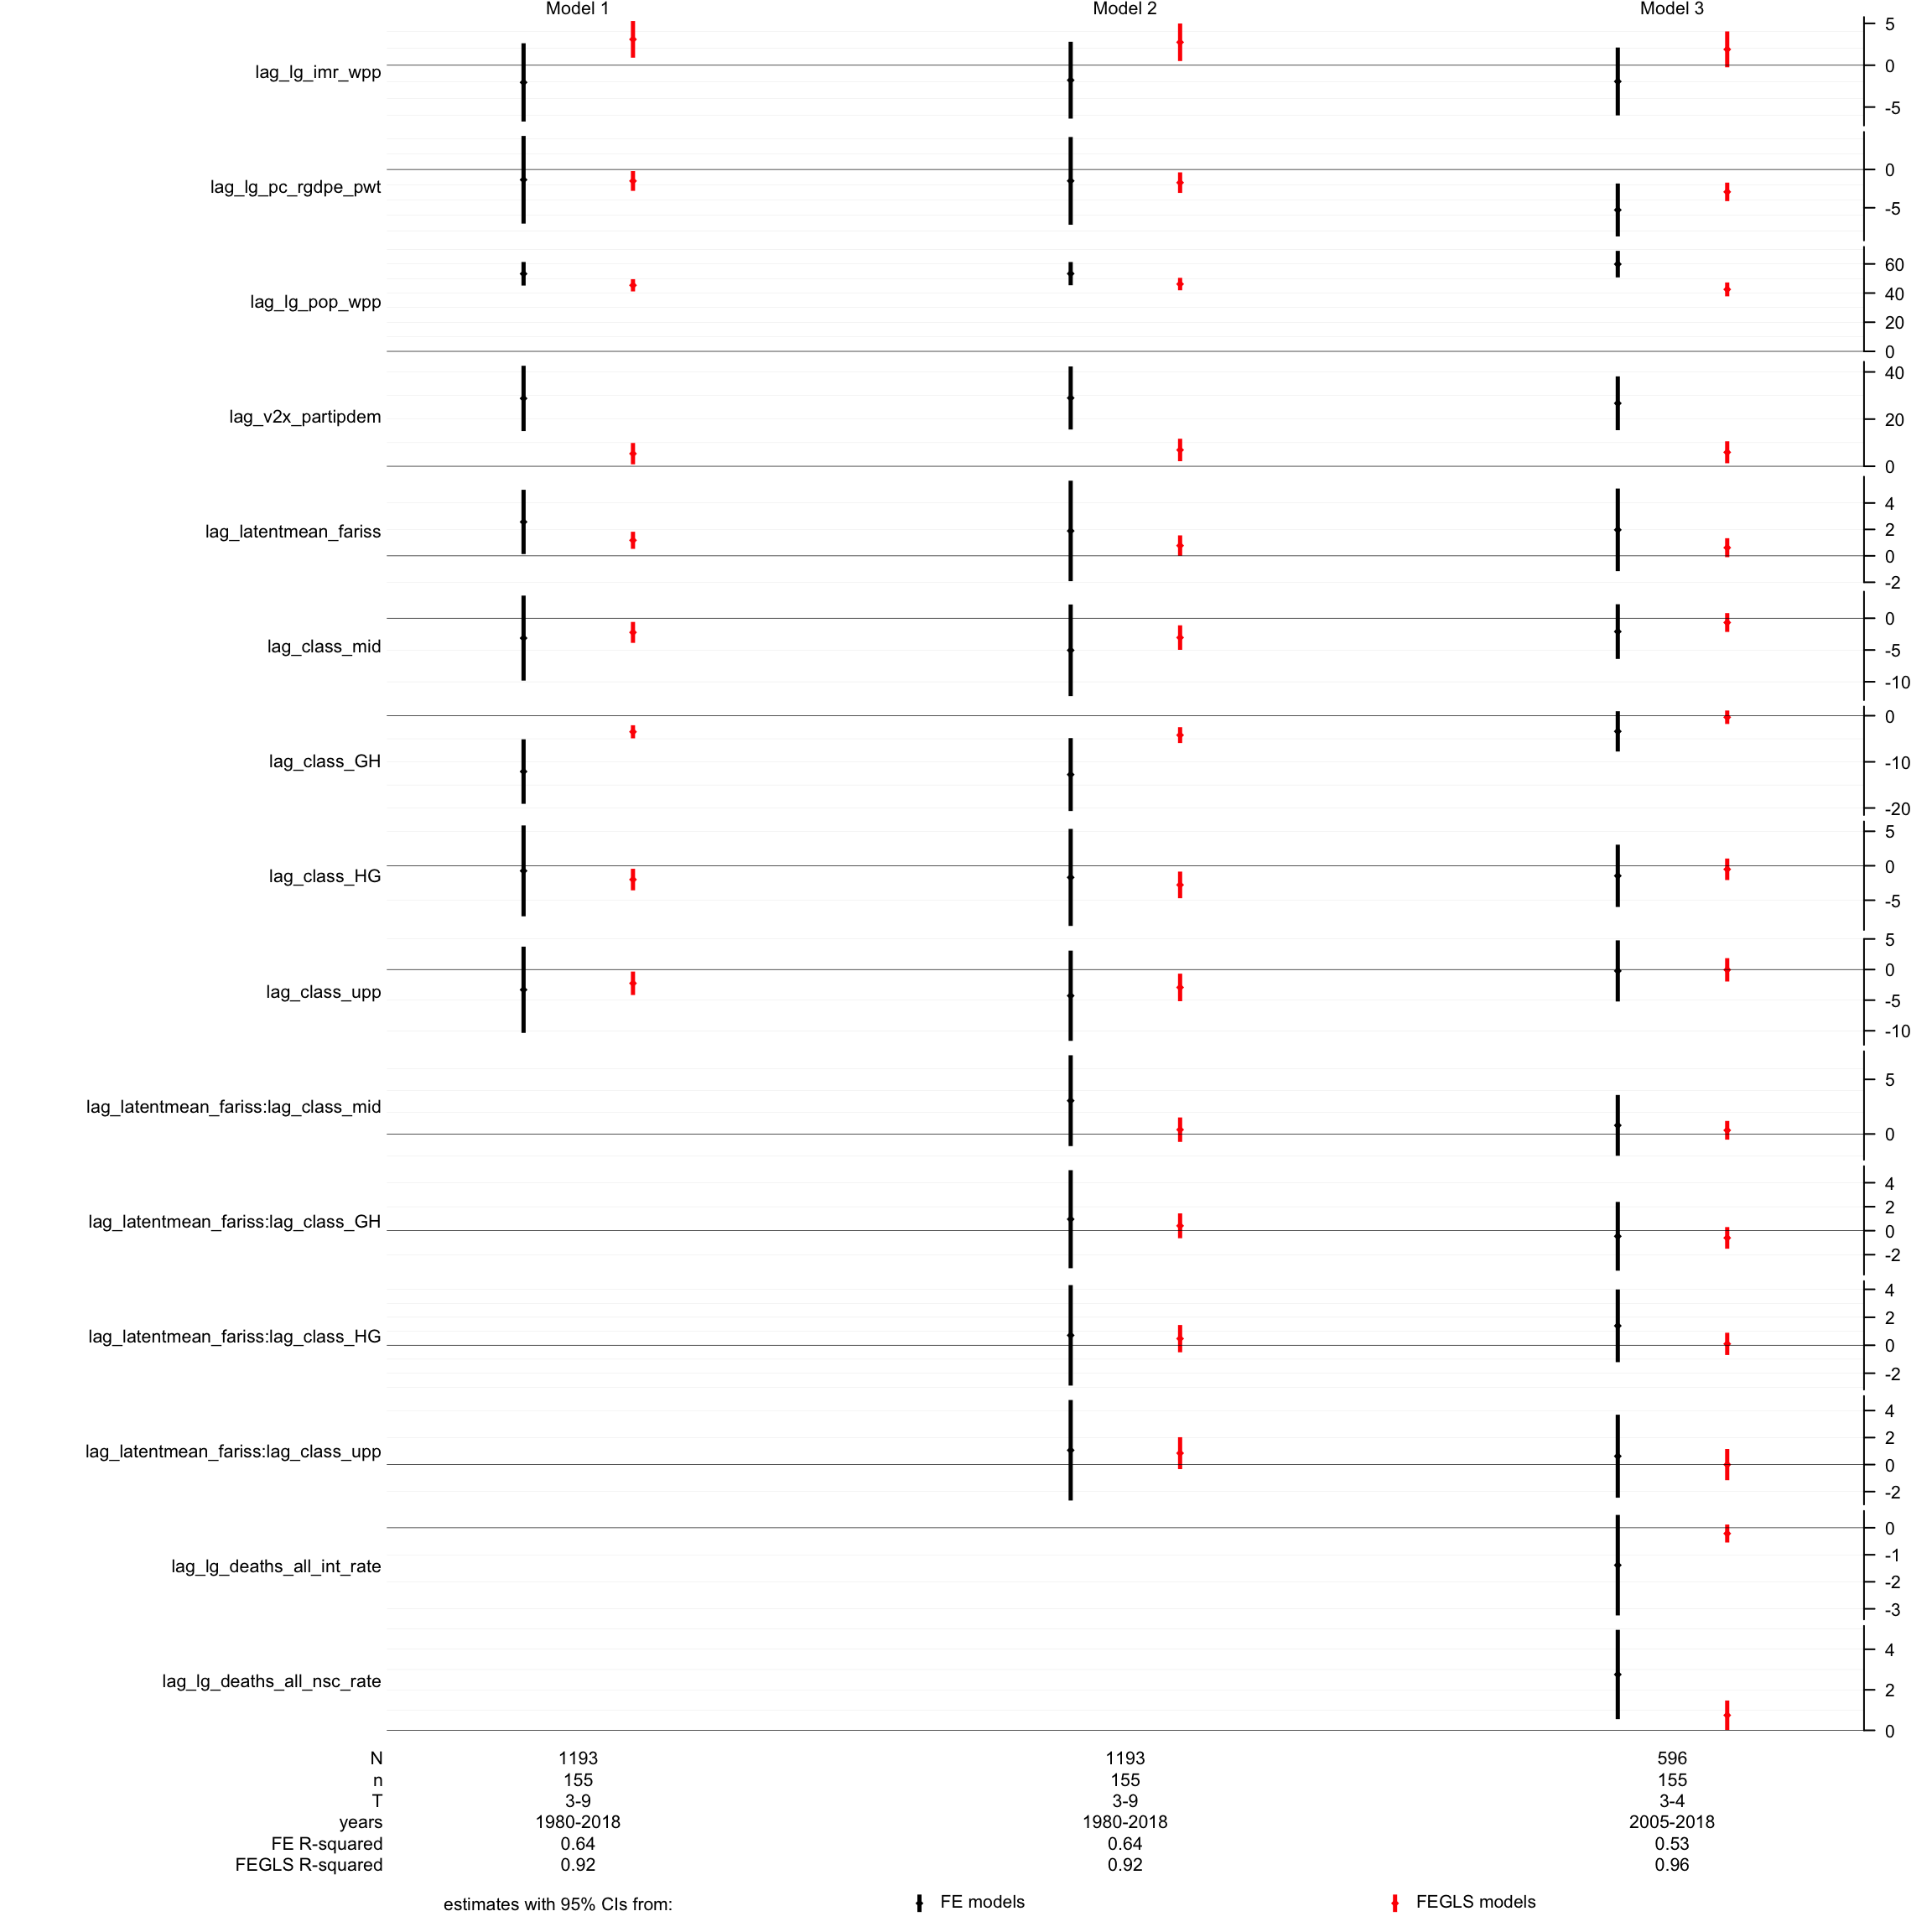 Model 1 Model 2 Model 3
lag_lg_imr_wpp 5 0 -5
lag_lg_pc_rgdpe_pwt 0 -5
lag_lg_pop_wpp 60 40 20 0
lag_v2x_partipdem 40 20 0
lag_latentmean_fariss 4 2 0 -2
lag_class_mid 0 -5 -10
lag_class_GH 0 -10 -20
lag_class_HG 5 0 -5
lag_class_upp 5 0 -5 -10
lag_latentmean_fariss:lag_class_mid 5 0
lag_latentmean_fariss:lag_class_GH 4 2 0 -2
lag_latentmean_fariss:lag_class_HG 4 2 0 -2
lag_latentmean_fariss:lag_class_upp 4 2 0 -2
lag_lg_deaths_all_int_rate 0 -1 -2 -3
lag_lg_deaths_all_nsc_rate 4 2 0
N 1193 1193 596
n 155 155 155
T 3-9 3-9 3-4
years 1980-2018 1980-2018 2005-2018
FE R-squared 0.64 0.64 0.53
FEGLS R-squared 0.92 0.92 0.96
estimates with 95% CIs from: FE models FEGLS models